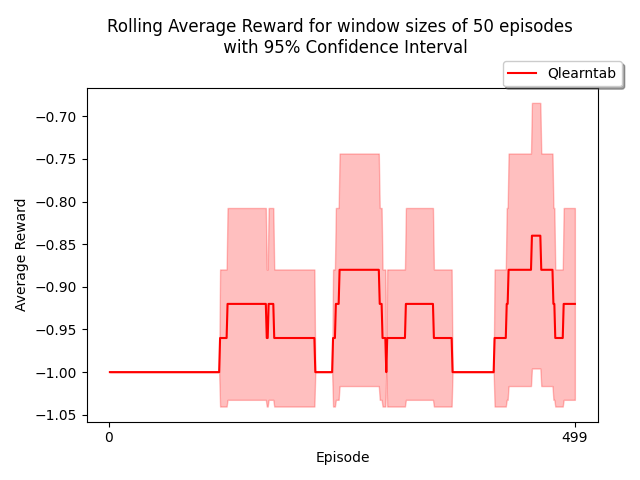 Rolling Average Reward for window sizes of 50 episodes
with 95% Confidence Interval
Qlearntab
−0.70
−0.75
−0.80
−0.85
−0.90
−0.95
−1.00
−1.05
Average Reward
0
499
Episode